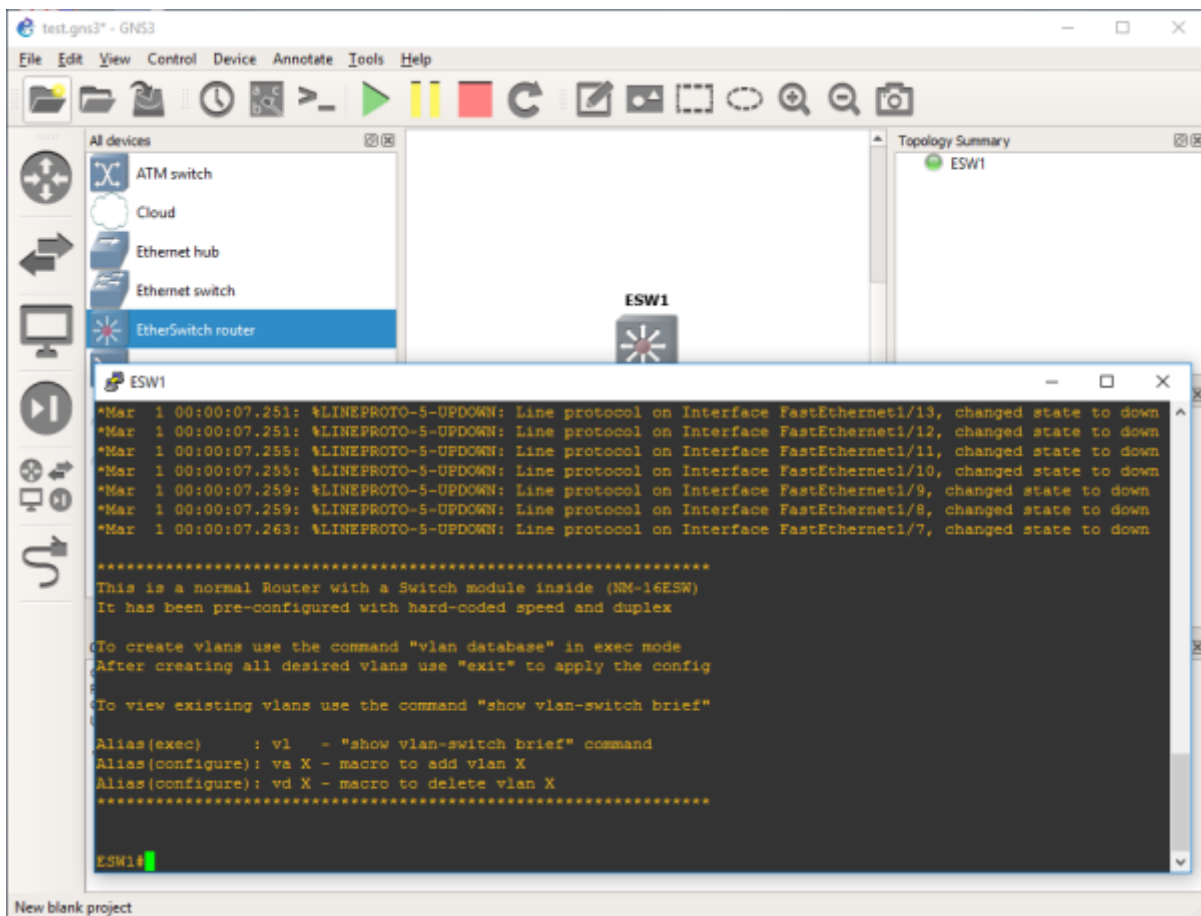 test.gns3* - GNS3
File Edit View Control Device Annotate Tools Help
All devices
ATM switch
Cloud
Ethernet hub
Ethernet switch
EtherSwitch router
ESW1
Topology Summary
ESW1
ESW1
*Mar  1 00:00:07.251: %LINEPROTO-5-UPDOWN: Line protocol on Interface FastEthernet1/13, changed state to down
*Mar  1 00:00:07.251: %LINEPROTO-5-UPDOWN: Line protocol on Interface FastEthernet1/12, changed state to down
*Mar  1 00:00:07.255: %LINEPROTO-5-UPDOWN: Line protocol on Interface FastEthernet1/11, changed state to down
*Mar  1 00:00:07.255: %LINEPROTO-5-UPDOWN: Line protocol on Interface FastEthernet1/10, changed state to down
*Mar  1 00:00:07.259: %LINEPROTO-5-UPDOWN: Line protocol on Interface FastEthernet1/9, changed state to down
*Mar  1 00:00:07.259: %LINEPROTO-5-UPDOWN: Line protocol on Interface FastEthernet1/8, changed state to down
*Mar  1 00:00:07.263: %LINEPROTO-5-UPDOWN: Line protocol on Interface FastEthernet1/7, changed state to down
***************************************************************
This is a normal Router with a Switch module inside (NM-16ESW)
It has been pre-configured with hard-coded speed and duplex
To create vlans use the command "vlan database" in exec mode
After creating all desired vlans use "exit" to apply the config
To view existing vlans use the command "show vlan-switch brief"
Alias(exec)     : vl   - "show vlan-switch brief" command
Alias(configure): va X - macro to add vlan X
Alias(configure): vd X - macro to delete vlan X
***************************************************************
ESW1#
New blank project